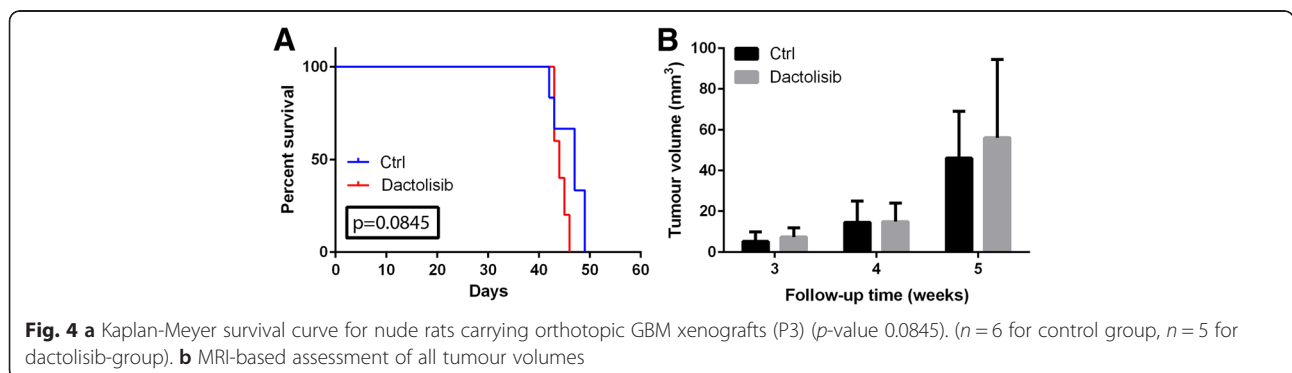 A
Percent survival
100
50
0
Ctrl
Dactolisib
p=0.0845
0 10 20 30 40 50 60
Days
B
Tumour volume (mm³)
100
80
60
40
20
0
Ctrl
Dactolisib
3 4 5
Follow-up time (weeks)
Fig. 4 a Kaplan-Meyer survival curve for nude rats carrying orthotopic GBM xenografts (P3) (p-value 0.0845). (n = 6 for control group, n = 5 for
dactolisib-group). b MRI-based assessment of all tumour volumes